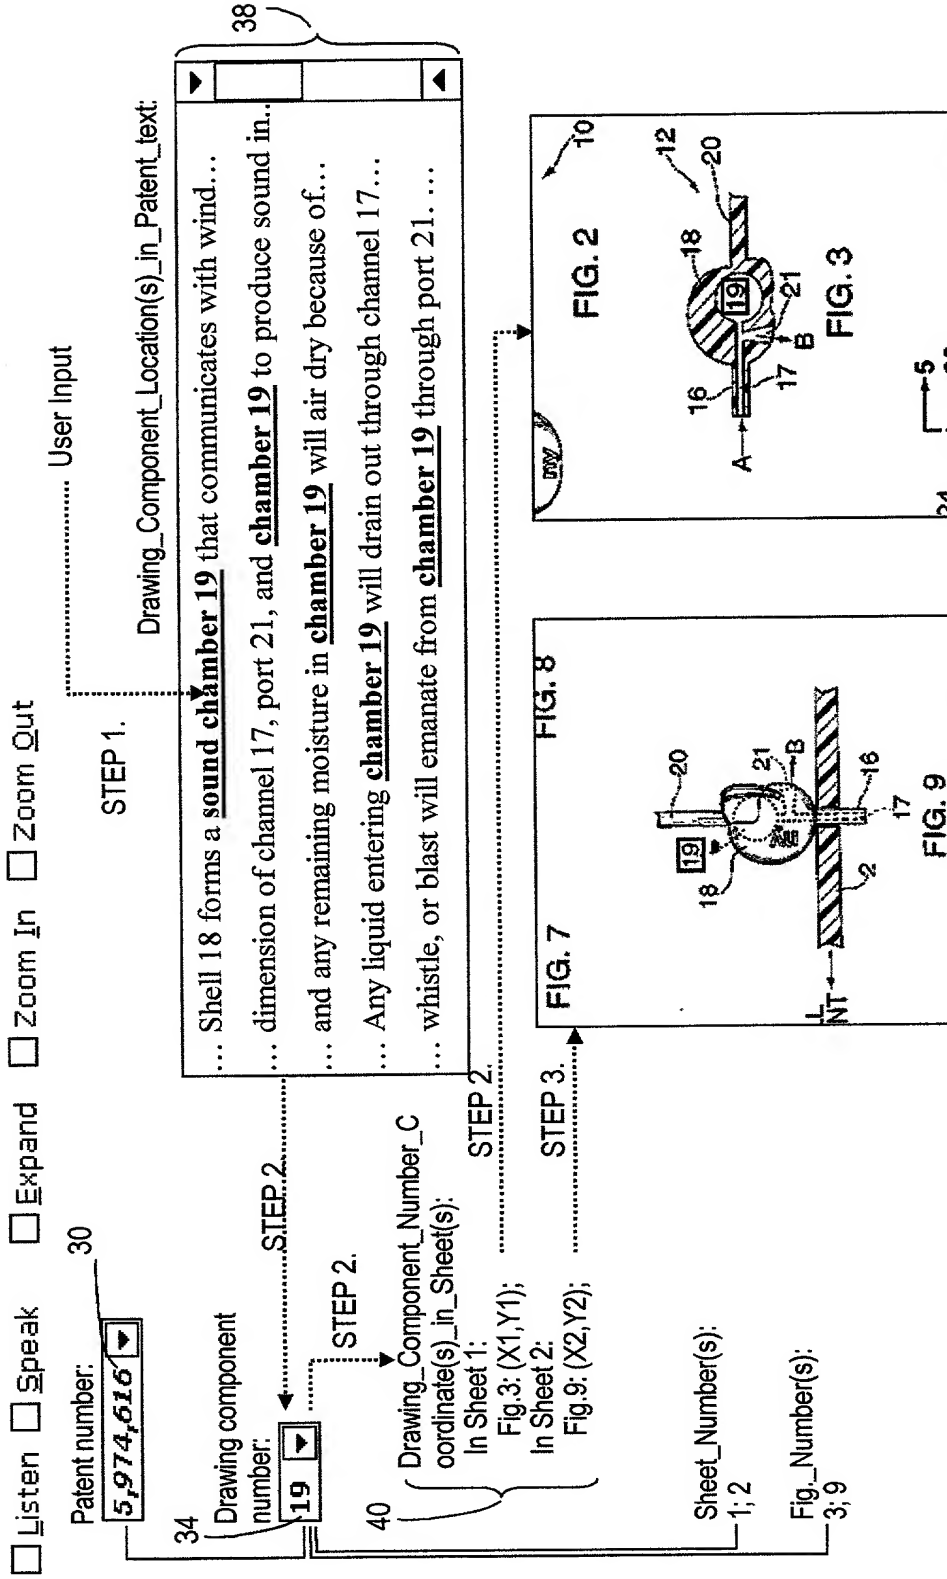 Listen Speak Expand Zoom In Zoom Out
Patent number:
5,974,616
30
User Input
STEP 1.
Drawing_Component_Location(s)_in_Patent_text:
38
… Shell 18 forms a sound chamber 19 that communicates with wind…
… dimension of channel 17, port 21, and chamber 19 to produce sound in..
… and any remaining moisture in chamber 19 will air dry because of…
… Any liquid entering chamber 19 will drain out through channel 17…
… whistle, or blast will emanate from chamber 19 through port 21. …
STEP 2.
Drawing component
number:
19
34
STEP 2.
Drawing_Component_Number_C
oordinate(s)_in_Sheet(s):
In Sheet 1:
Fig.3: (X1,Y1);
In Sheet 2:
Fig.9: (X2,Y2);
40
STEP 2.
STEP 3.
Sheet_Number(s):
1; 2
Fig._Number(s):
3; 9
FIG. 7
FIG. 8
20
19
18
21
B
16
17
2
L
NT
FIG. 9
my
FIG. 2
10
12
20
18
19
21
16
17
A
B
FIG. 3
5